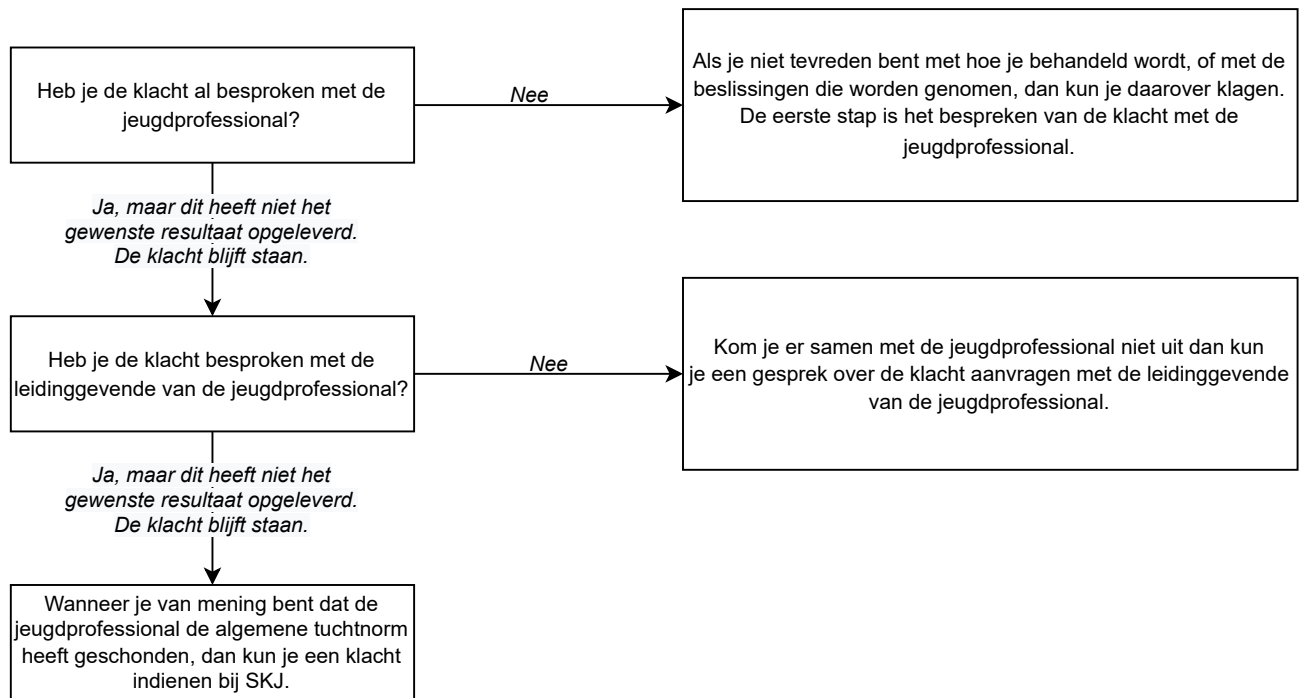 Heb je de klacht al besproken met de
jeugdprofessional?
Nee
Als je niet tevreden bent met hoe je behandeld wordt, of met de
beslissingen die worden genomen, dan kun je daarover klagen.
De eerste stap is het bespreken van de klacht met de
jeugdprofessional.
Ja, maar dit heeft niet het
gewenste resultaat opgeleverd.
De klacht blijft staan.
Heb je de klacht besproken met de
leidinggevende van de jeugdprofessional?
Nee
Kom je er samen met de jeugdprofessional niet uit dan kun
je een gesprek over de klacht aanvragen met de leidinggevende
van de jeugdprofessional.
Ja, maar dit heeft niet het
gewenste resultaat opgeleverd.
De klacht blijft staan.
Wanneer je van mening bent dat de
jeugdprofessional de algemene tuchtnorm
heeft geschonden, dan kun je een klacht
indienen bij SKJ.